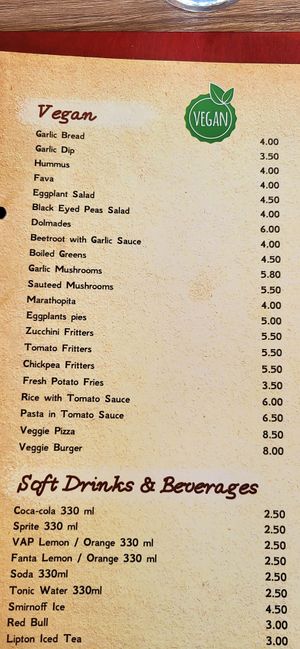 Vegan
VEGAN
Garlic Bread 4.00
Garlic Dip 3.50
Hummus 4.00
Fava 4.00
Eggplant Salad 4.50
Black Eyed Peas Salad 4.00
Dolmades 6.00
Beetroot with Garlic Sauce 4.00
Boiled Greens 4.50
Garlic Mushrooms 5.80
Sauteed Mushrooms 5.50
Marathopita 4.00
Eggplants pies 5.00
Zucchini Fritters 5.50
Tomato Fritters 5.50
Chickpea Fritters 5.50
Fresh Potato Fries 3.50
Rice with Tomato Sauce 6.00
Pasta in Tomato Sauce 6.50
Veggie Pizza 8.50
Veggie Burger 8.00
Soft Drinks & Beverages
Coca-cola 330 ml 2.50
Sprite 330 ml 2.50
VAP Lemon / Orange 330 ml 2.50
Fanta Lemon / Orange 330 ml 2.50
Soda 330ml 2.50
Tonic Water 330ml 2.50
Smirnoff Ice 4.50
Red Bull 3.00
Lipton Iced Tea 3.00